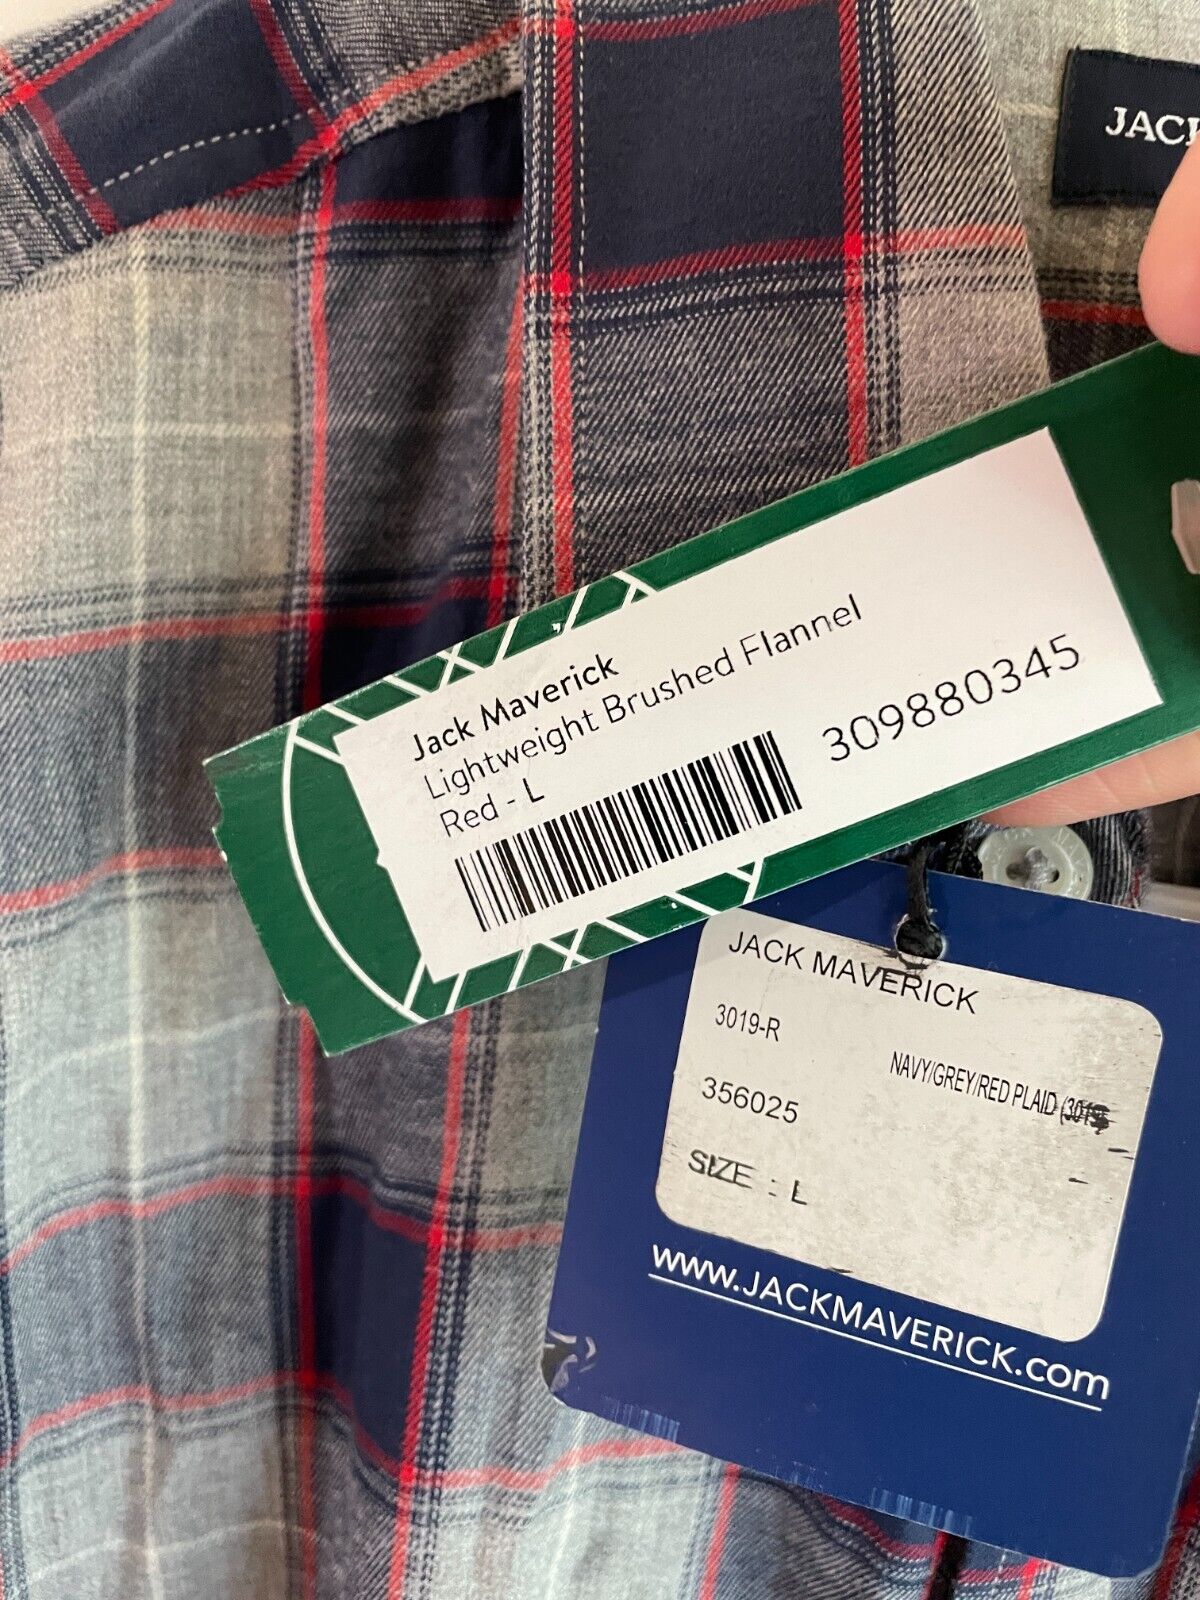 JACK
Jack Maverick
Lightweight Brushed Flannel
Red - L
309880345
JACK MAVERICK
3019-R
NAVY/GREY/RED PLAID (3019
356025
SIZE : L
www.JACKMAVERICK.com